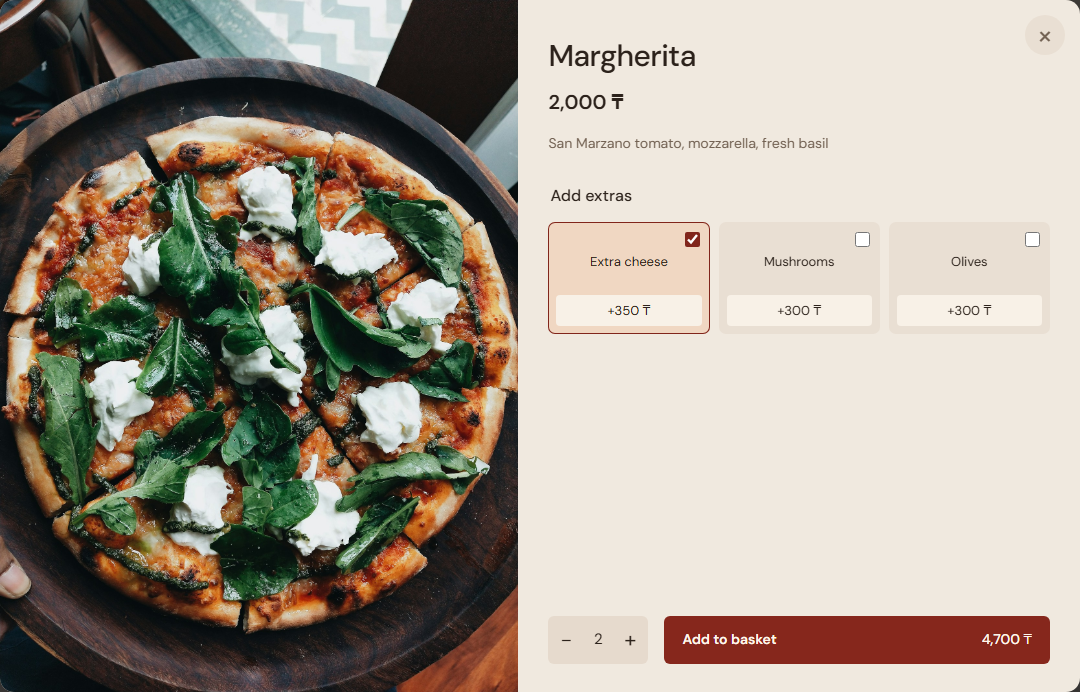 Margherita
2,000 ₸
San Marzano tomato, mozzarella, fresh basil
Add extras
Extra cheese
+350 ₸
Mushrooms
+300 ₸
Olives
+300 ₸
− 2 +
Add to basket 4,700 ₸